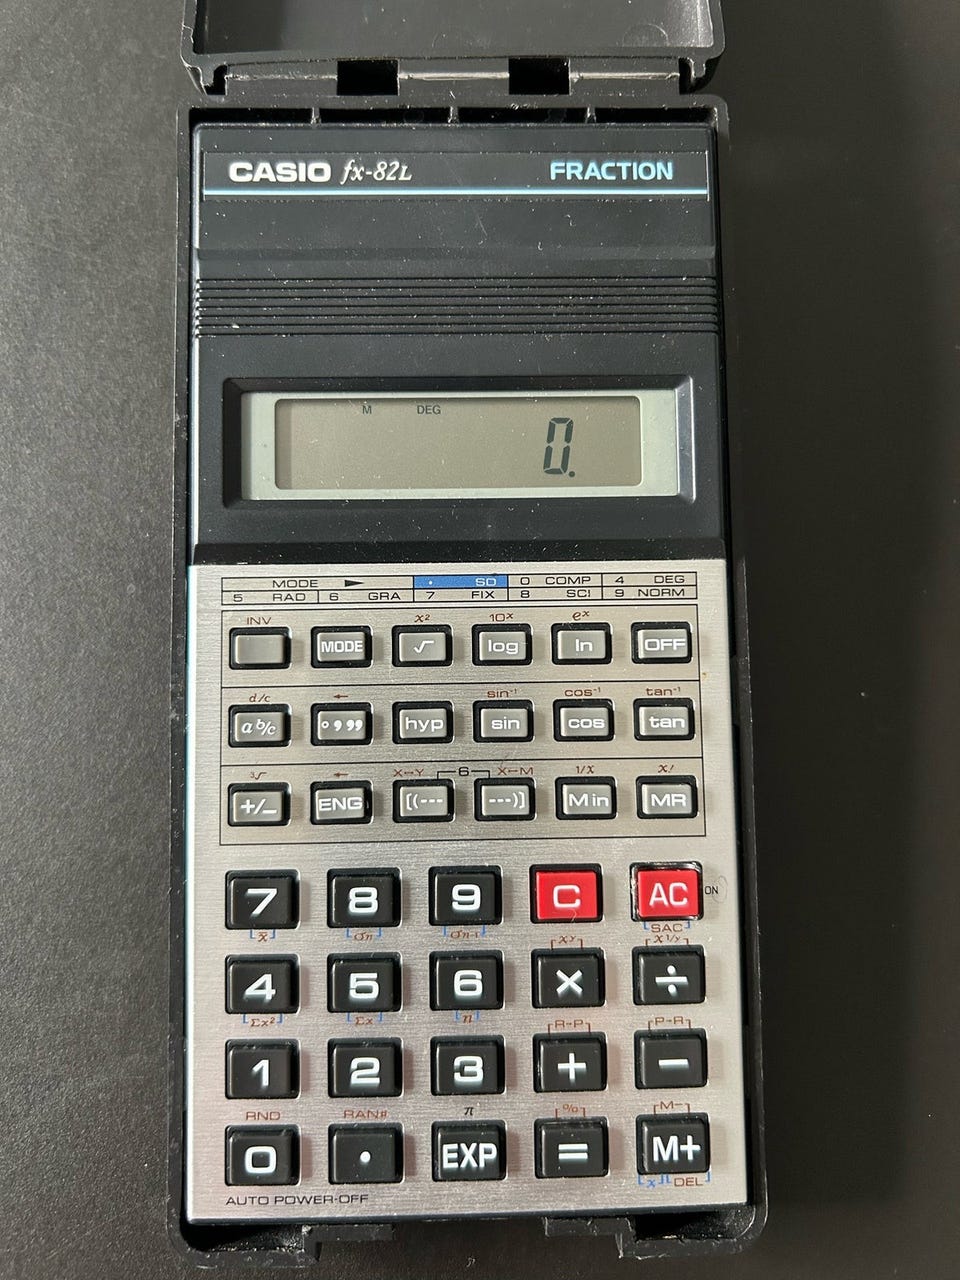 CASIO fx-82L FRACTION
M DEG
0.
MODE ▶ · SD 0 COMP 4 DEG
5 RAD 6 GRA 7 FIX 8 SCI 9 NORM
INV x² 10ˣ eˣ
MODE √ log ln OFF
d/c ← sin⁻¹ cos⁻¹ tan⁻¹
a b/c ° ’ ’’ hyp sin cos tan
³√ ← X↔Y 6 X↔M 1/x x!
+/− ENG [(--- ---)] Min MR
7 8 9 C AC ON
x̄ σn σn-1 SAC
xʸ x¹/ʸ
4 5 6 × ÷
Σx² Σx n
R→P P→R
1 2 3 + −
RND RAN# π % M−
0 · EXP = M+
x DEL
AUTO POWER-OFF